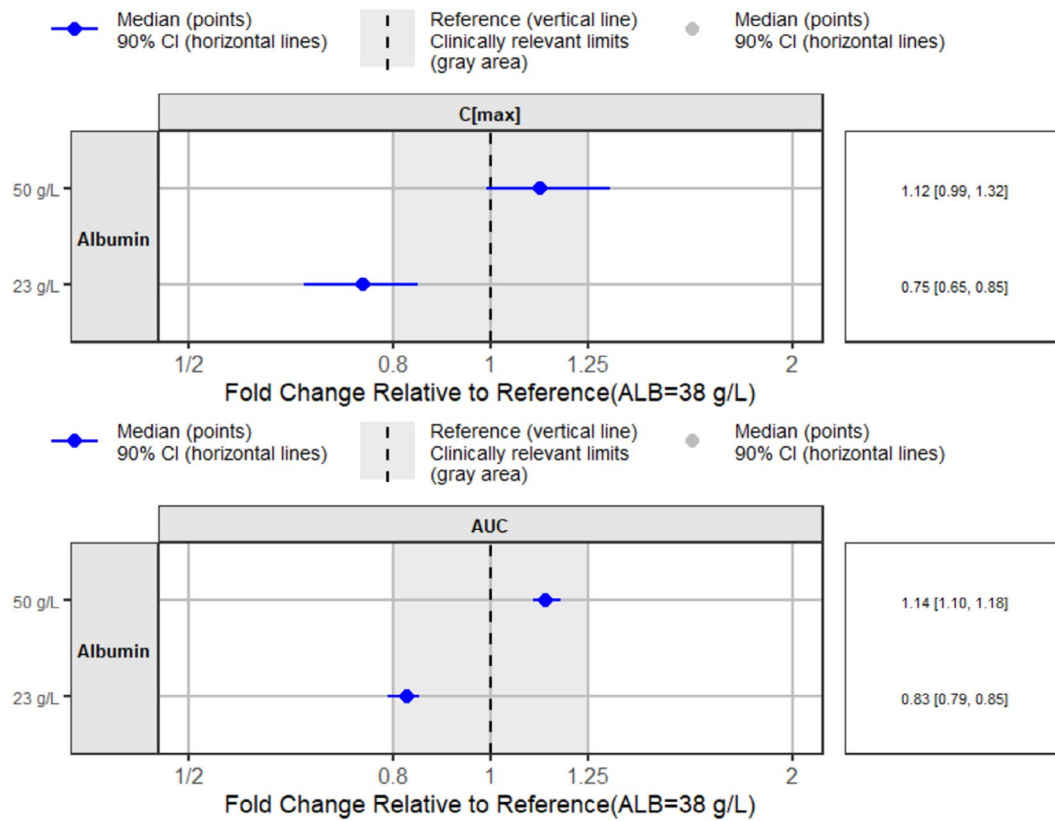 Median (points)
90% CI (horizontal lines)
Reference (vertical line)
Clinically relevant limits
(gray area)
Median (points)
90% CI (horizontal lines)
C[max]
50 g/L
Albumin
23 g/L
1.12 [0.99, 1.32]
0.75 [0.65, 0.85]
1/2
0.8
1
1.25
2
Fold Change Relative to Reference(ALB=38 g/L)
Median (points)
90% CI (horizontal lines)
Reference (vertical line)
Clinically relevant limits
(gray area)
Median (points)
90% CI (horizontal lines)
AUC
50 g/L
Albumin
23 g/L
1.14 [1.10, 1.18]
0.83 [0.79, 0.85]
1/2
0.8
1
1.25
2
Fold Change Relative to Reference(ALB=38 g/L)